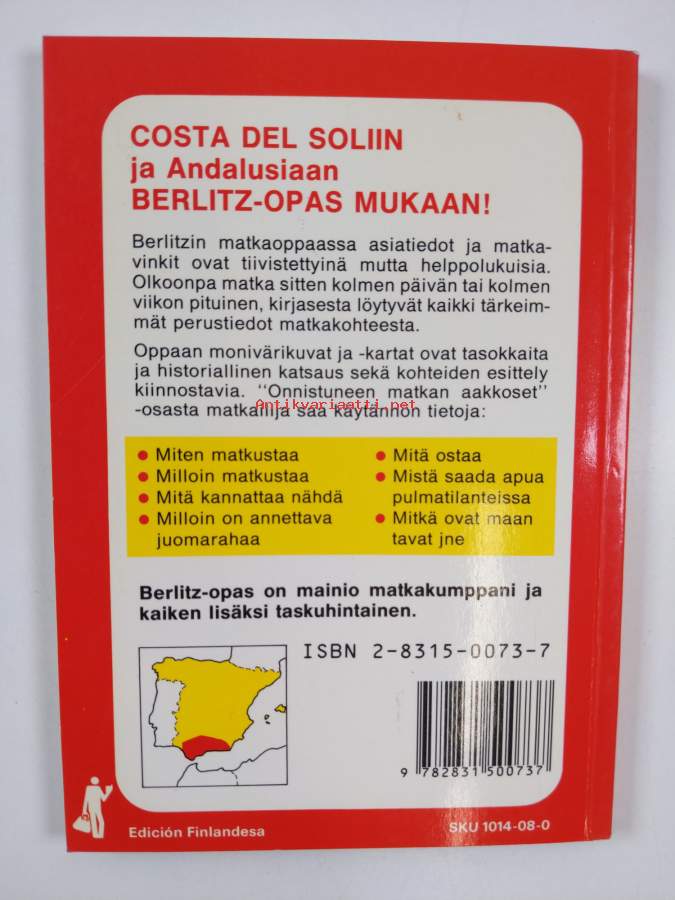 COSTA DEL SOLIIN
ja Andalusiaan
BERLITZ-OPAS MUKAAN!
Berlitzin matkaoppaassa asiatiedot ja matka-
vinkit ovat tiivistettyinä mutta helppolukuisia.
Olkoonpa matka sitten kolmen päivän tai kolmen
viikon pituinen, kirjasesta löytyvät kaikki tärkeim-
mät perustiedot matkakohteesta.
Oppaan monivärikuvat ja -kartat ovat tasokkaita
ja historiallinen katsaus sekä kohteiden esittely
kiinnostavia. "Onnistuneen matkan aakkoset"
-osasta matkailija saa käytännön tietoja:
Antikvariaatti.net
• Miten matkustaa
• Milloin matkustaa
• Mitä kannattaa nähdä
• Milloin on annettava
juomarahaa
• Mitä ostaa
• Mistä saada apua
pulmatilanteissa
• Mitkä ovat maan
tavat jne
Berlitz-opas on mainio matkakumppani ja
kaiken lisäksi taskuhintainen.
ISBN 2-8315-0073-7
9 782831 500737
Edición Finlandesa
SKU 1014-08-0